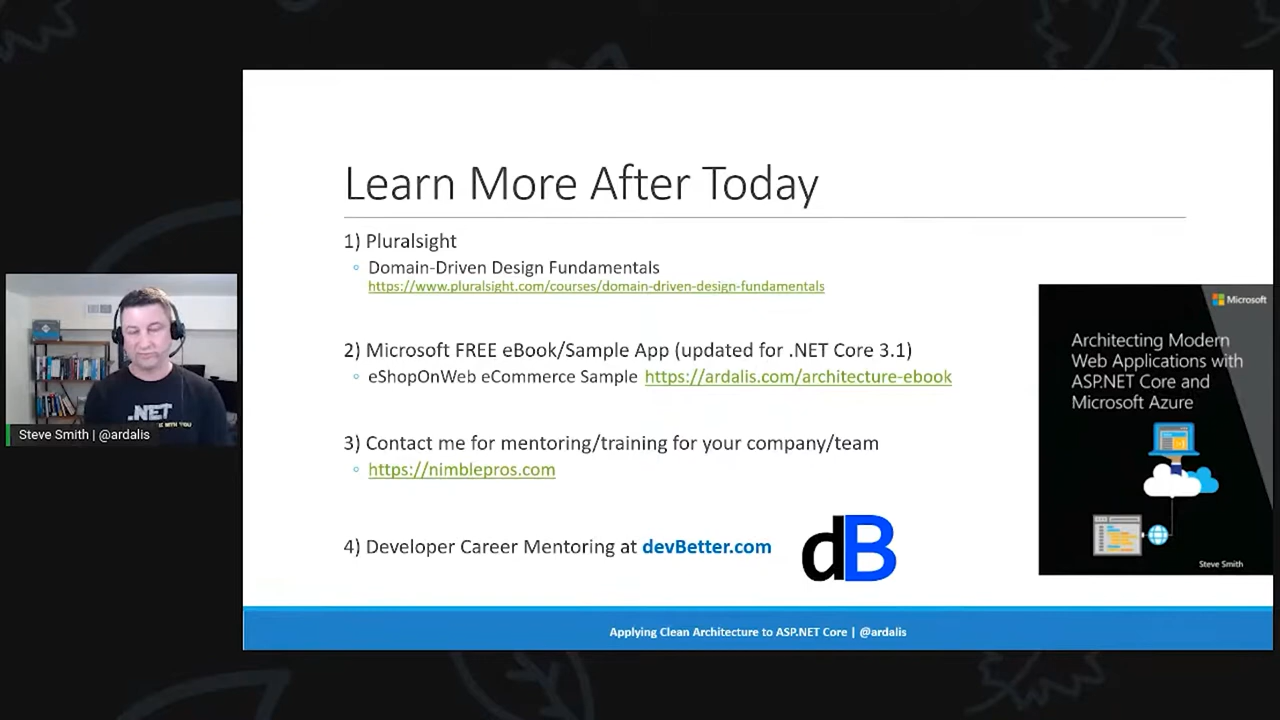 Learn More After Today
1) Pluralsight
Domain-Driven Design Fundamentals
https://www.pluralsight.com/courses/domain-driven-design-fundamentals
2) Microsoft FREE eBook/Sample App (updated for .NET Core 3.1)
eShopOnWeb eCommerce Sample https://ardalis.com/architecture-ebook
3) Contact me for mentoring/training for your company/team
https://nimblepros.com
4) Developer Career Mentoring at devBetter.com
dB
Microsoft
Architecting Modern
Web Applications with
ASP.NET Core and
Microsoft Azure
Steve Smith
.NET
WITH YOU
Steve Smith | @ardalis
Applying Clean Architecture to ASP.NET Core | @ardalis